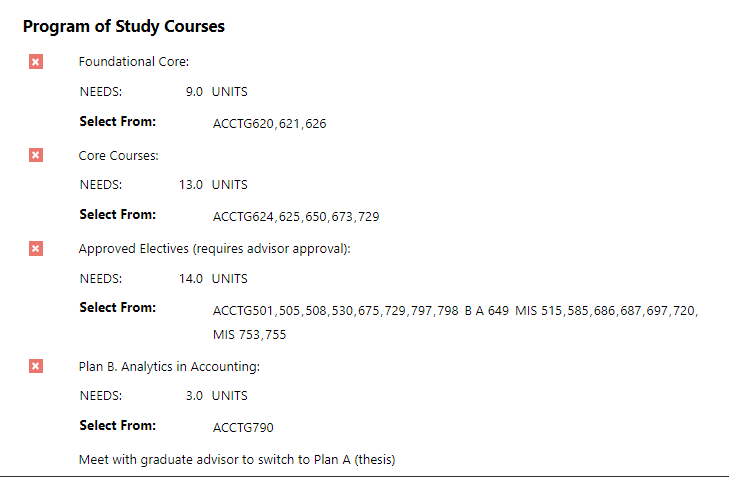 Program of Study Courses
Foundational Core:
NEEDS: 9.0 UNITS
Select From: ACCTG620,621,626
Core Courses:
NEEDS: 13.0 UNITS
Select From: ACCTG624,625,650,673,729
Approved Electives (requires advisor approval):
NEEDS: 14.0 UNITS
Select From: ACCTG501,505,508,530,675,729,797,798 B A 649 MIS 515,585,686,687,697,720,
MIS 753,755
Plan B. Analytics in Accounting:
NEEDS: 3.0 UNITS
Select From: ACCTG790
Meet with graduate advisor to switch to Plan A (thesis)